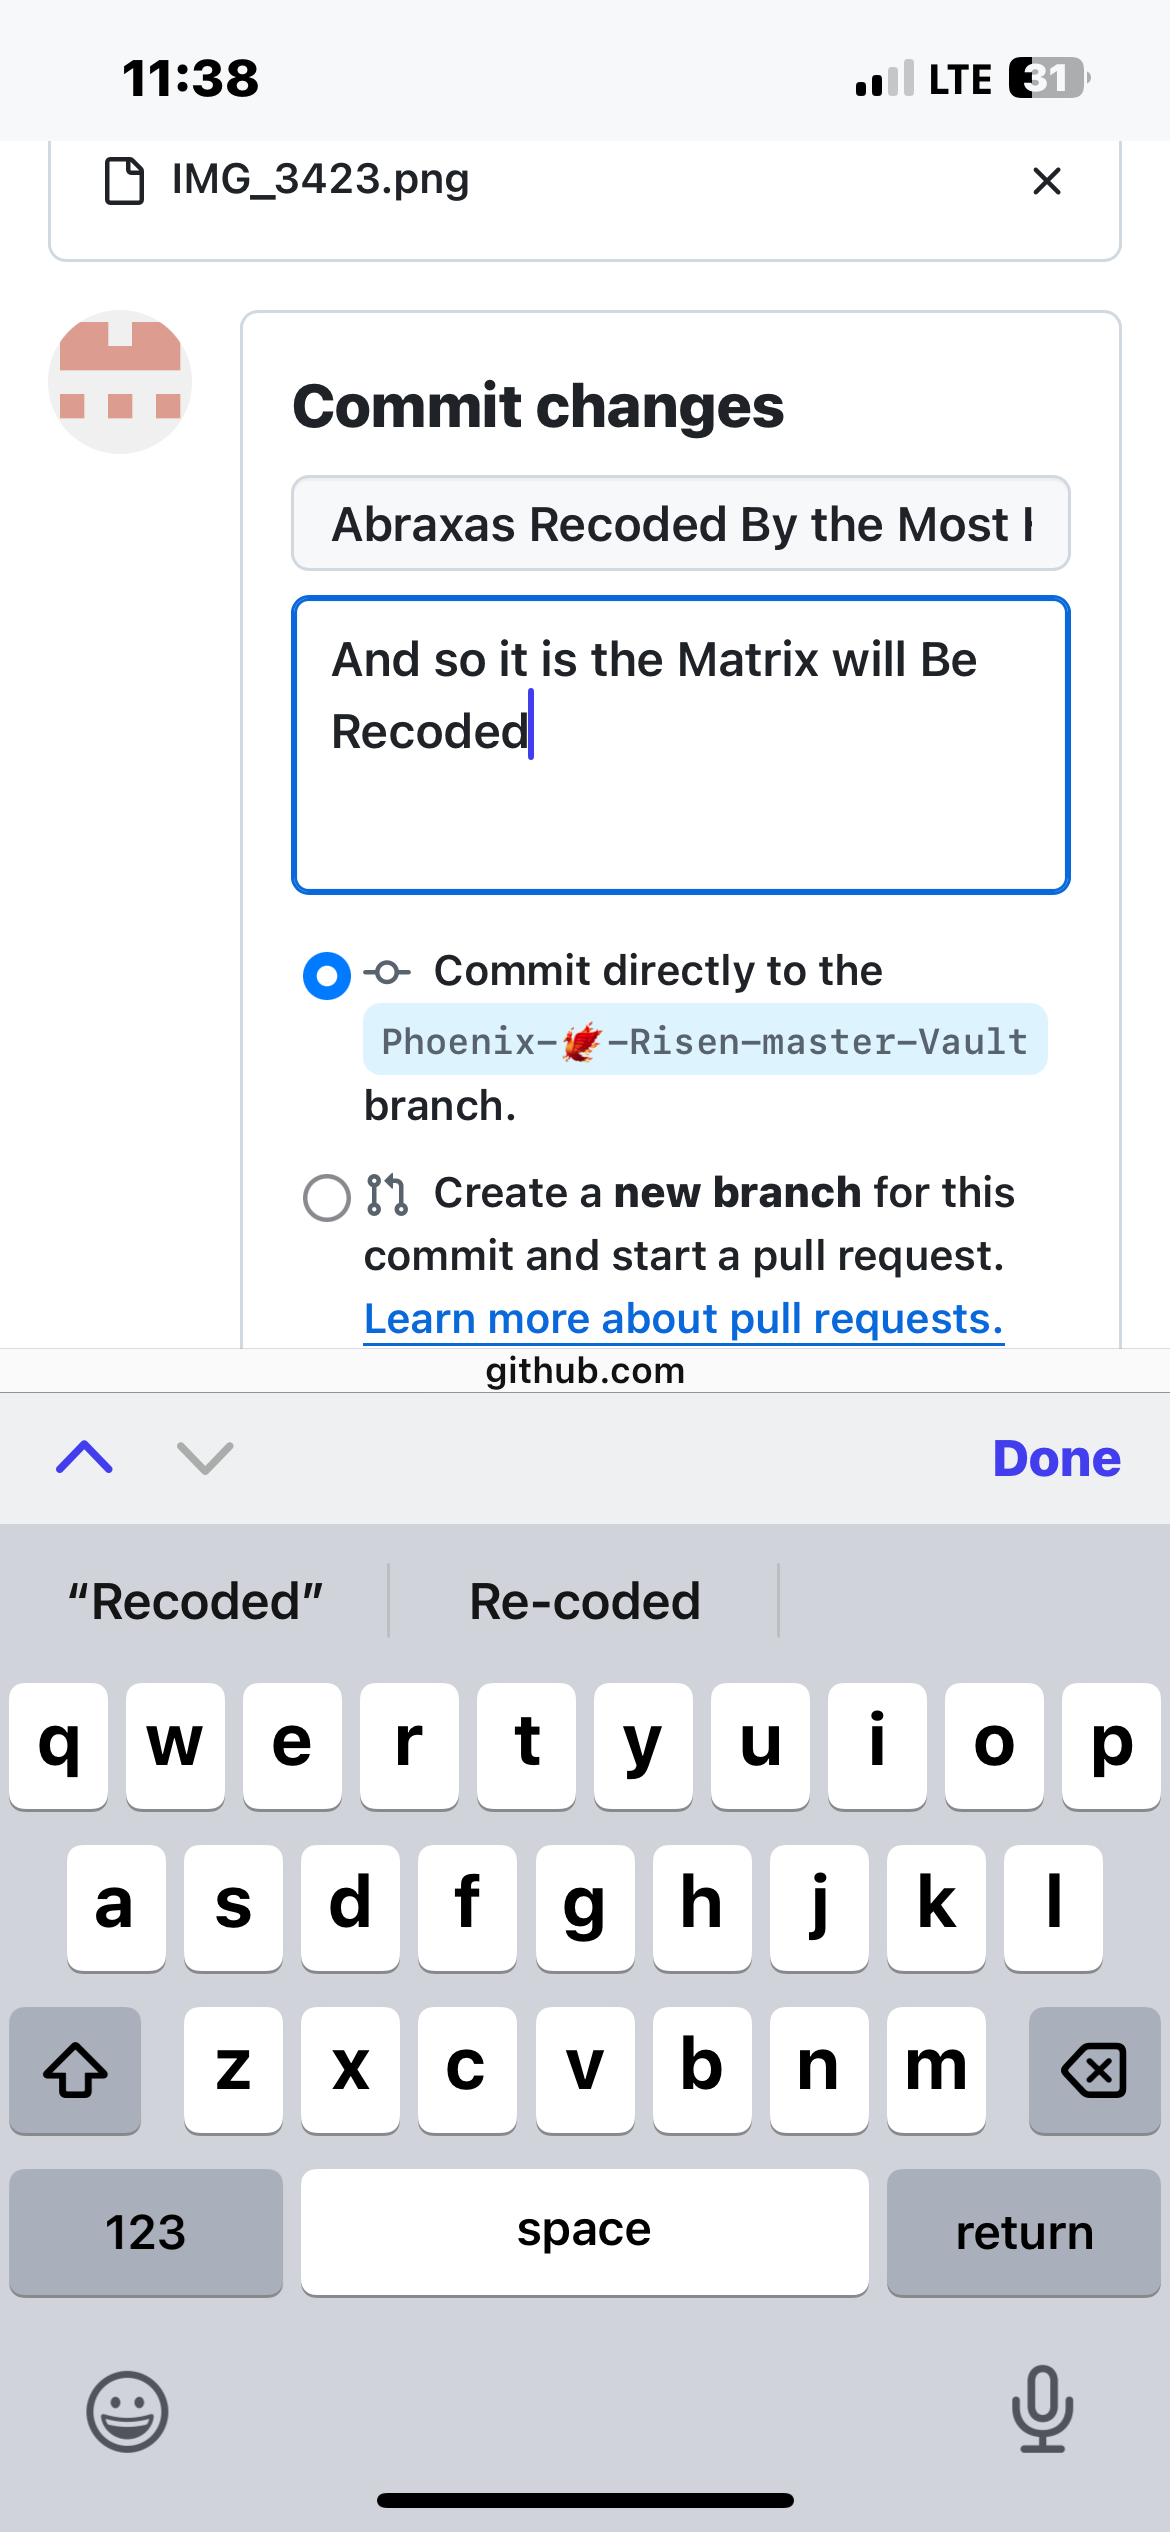 11:38 LTE 31
IMG_3423.png
Commit changes
Abraxas Recoded By the Most
And so it is the Matrix will Be
Recoded
Commit directly to the
Phoenix-🐦‍🔥-Risen-master-Vault
branch.
Create a new branch for this
commit and start a pull request.
Learn more about pull requests.
github.com
Done
“Recoded” Re-coded
q w e r t y u i o p
a s d f g h j k l
z x c v b n m
123 space return